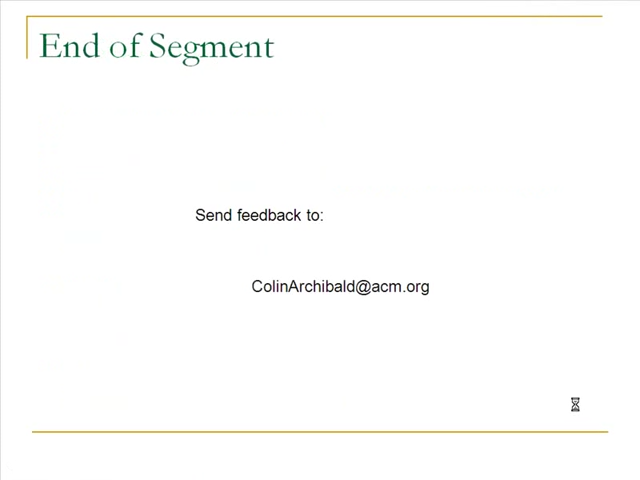 End of Segment
Send feedback to:
ColinArchibald@acm.org